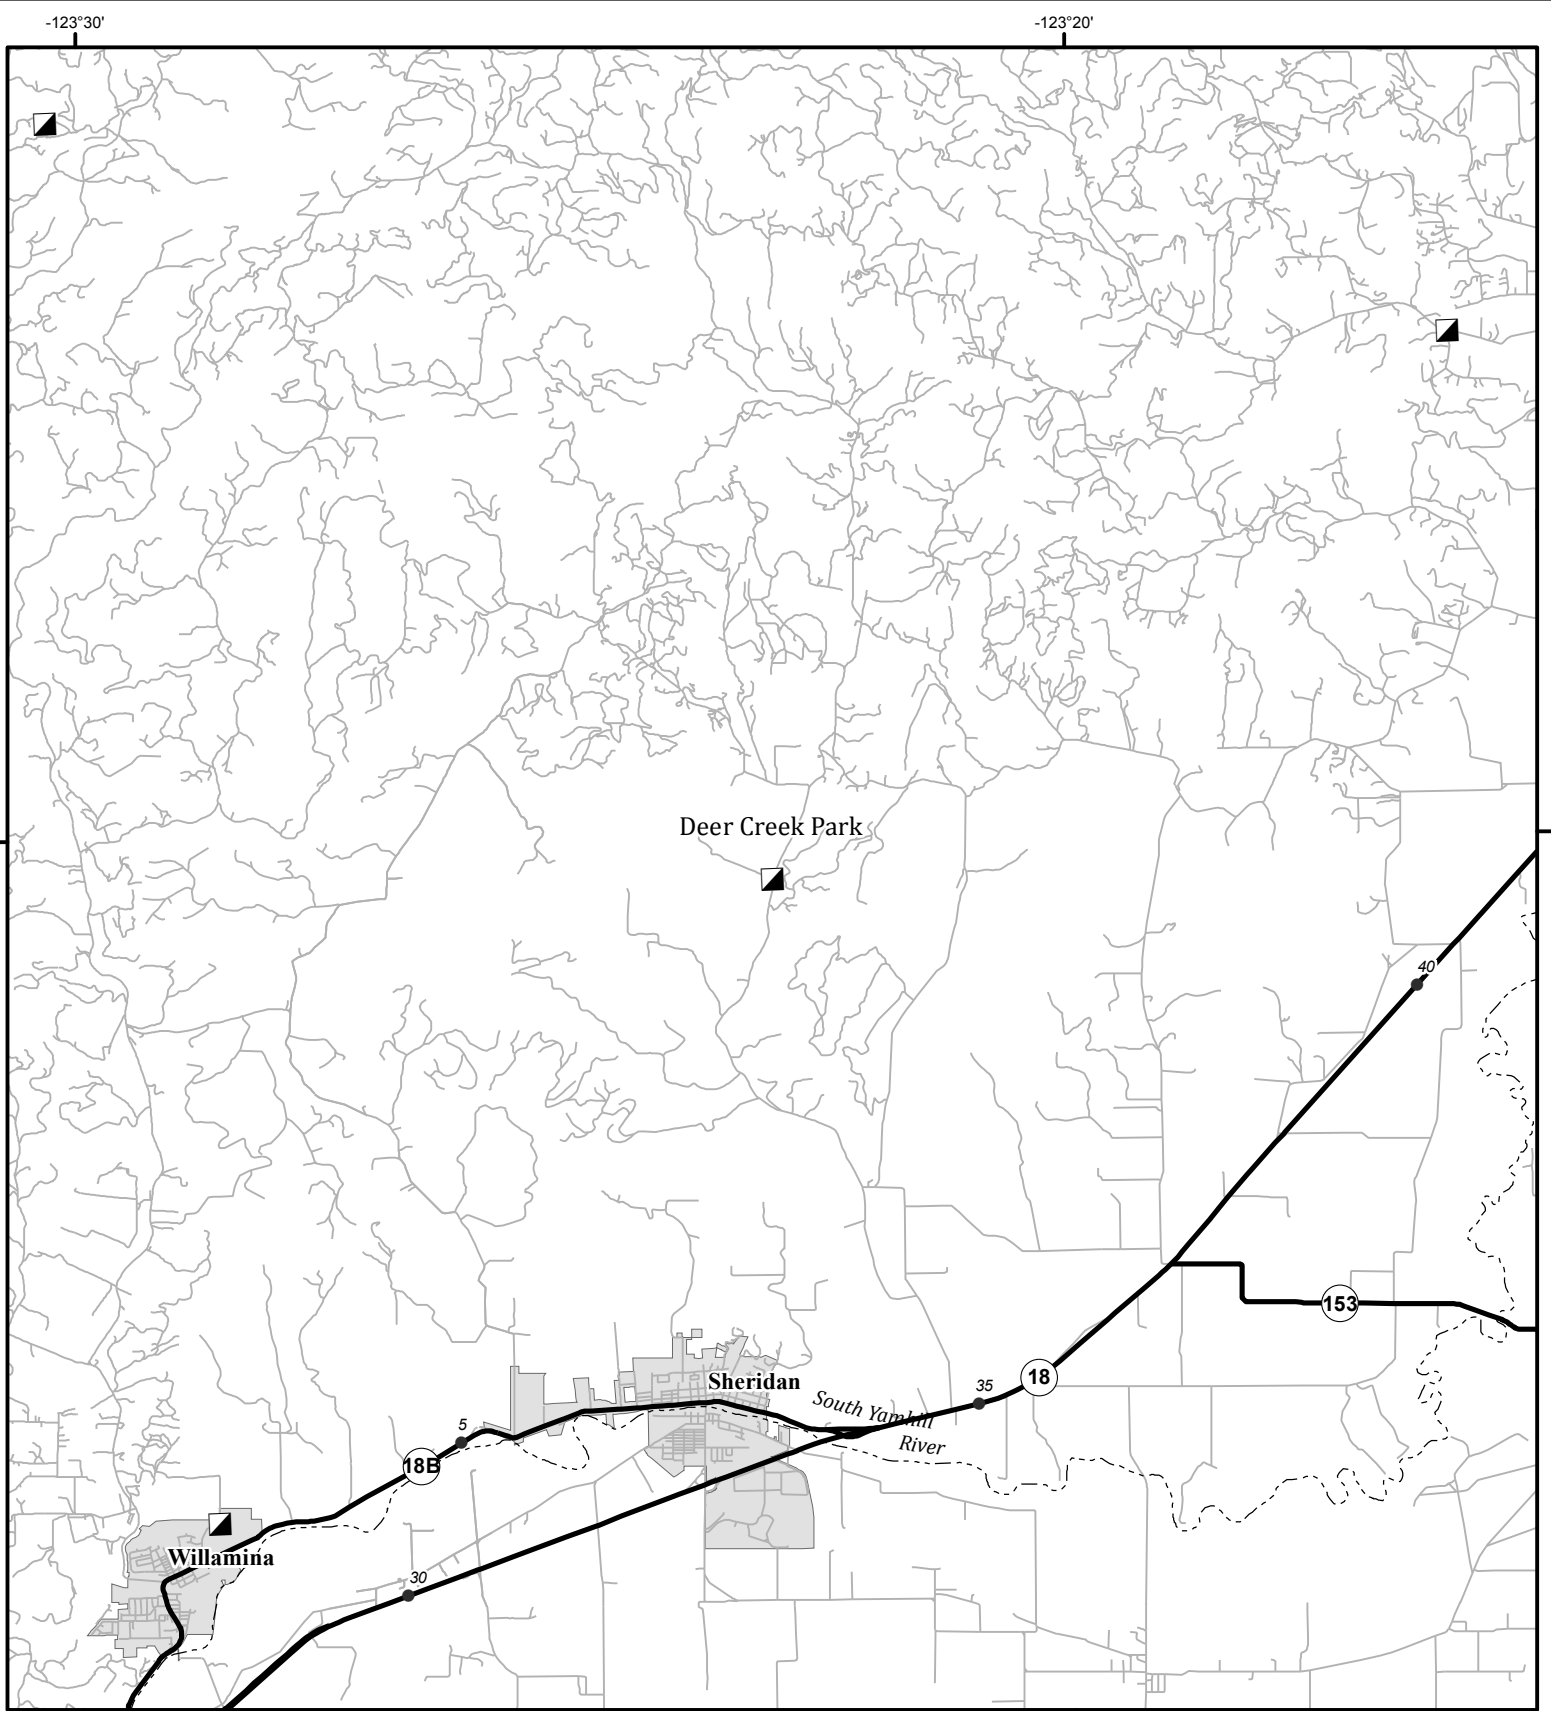 -123°30'
-123°20'
Deer Creek Park
40
153
18
35
Sheridan
South Yamhill
River
5
18B
Willamina
30